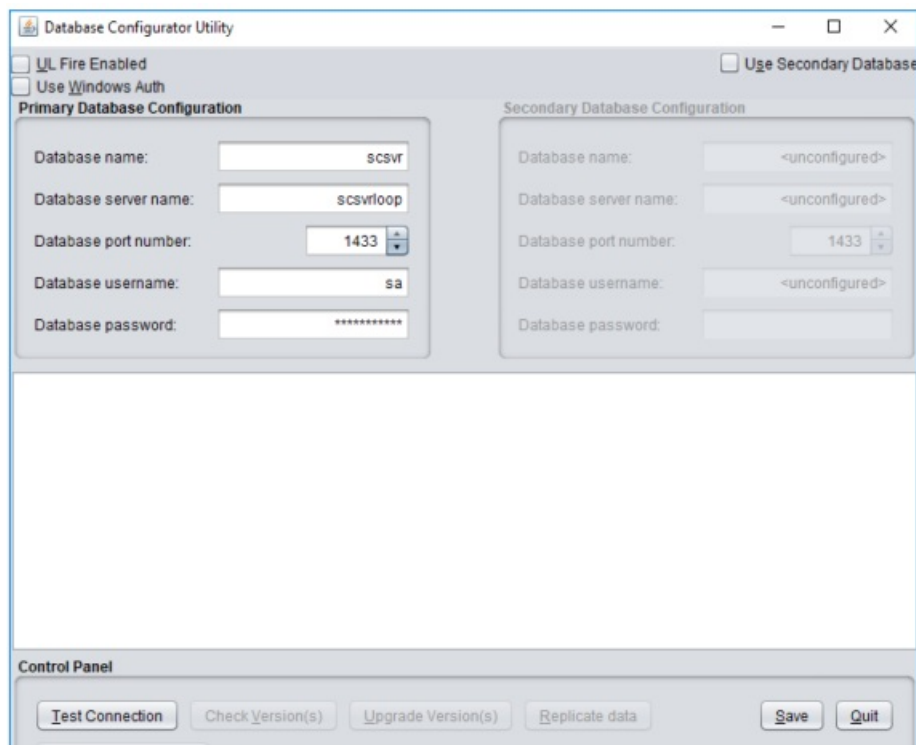 Database Configurator Utility
UL Fire Enabled
Use Secondary Database
Use Windows Auth
Primary Database Configuration
Database name: scsvr
Database server name: scsvrloop
Database port number: 1433
Database username: sa
Database password: ***********
Secondary Database Configuration
Database name: <unconfigured>
Database server name: <unconfigured>
Database port number: 1433
Database username: <unconfigured>
Database password:
Control Panel
Test Connection Check Version(s) Upgrade Version(s) Replicate data Save Quit